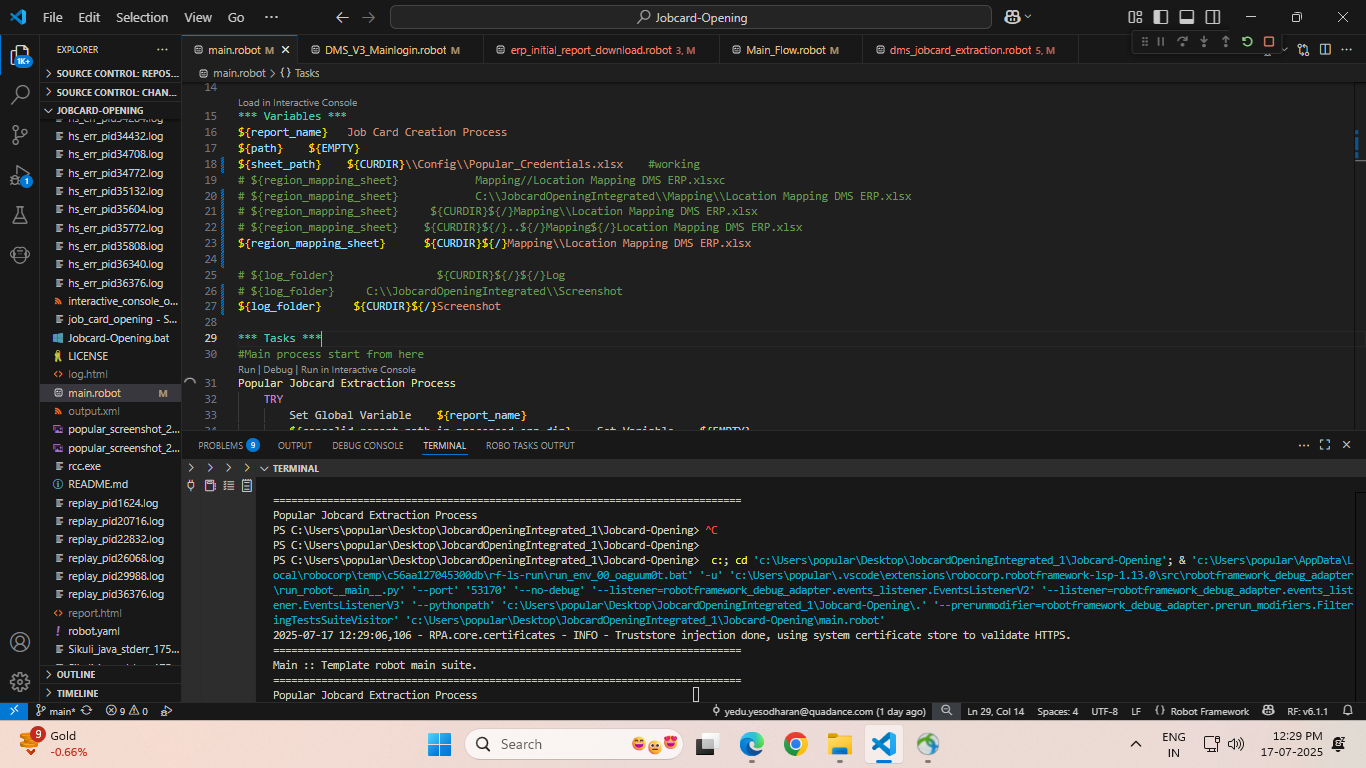 File Edit Selection View Go ···
Jobcard-Opening
EXPLORER ···
main.robot M
DMS_V3_Mainlogin.robot M
erp_initial_report_download.robot 3, M
Main_Flow.robot M
dms_jobcard_extraction.robot 5, M
1K+
SOURCE CONTROL: REPOS...
SOURCE CONTROL: CHAN...
JOBCARD-OPENING
hs_err_pid34264.log
hs_err_pid34432.log
hs_err_pid34708.log
hs_err_pid34772.log
hs_err_pid35132.log
hs_err_pid35604.log
hs_err_pid35772.log
hs_err_pid35808.log
hs_err_pid36340.log
hs_err_pid36376.log
interactive_console_o...
job_card_opening - S...
Jobcard-Opening.bat
LICENSE
log.html
main.robot M
output.xml
popular_screenshot_2...
popular_screenshot_2...
rcc.exe
README.md
replay_pid1624.log
replay_pid20716.log
replay_pid22832.log
replay_pid26068.log
replay_pid29988.log
replay_pid36376.log
report.html
robot.yaml
Sikuli_java_stderr_175...
OUTLINE
TIMELINE
1
main.robot > {} Tasks
14
Load in Interactive Console
15 *** Variables ***
16 ${report_name} Job Card Creation Process
17 ${path} ${EMPTY}
18 ${sheet_path} ${CURDIR}\\Config\\Popular_Credentials.xlsx #working
19 # ${region_mapping_sheet} Mapping//Location Mapping DMS ERP.xlsxc
20 # ${region_mapping_sheet} C:\\JobcardOpeningIntegrated\\Mapping\\Location Mapping DMS ERP.xlsx
21 # ${region_mapping_sheet} ${CURDIR}${/}Mapping\\Location Mapping DMS ERP.xlsx
22 # ${region_mapping_sheet} ${CURDIR}${/}..${/}Mapping${/}Location Mapping DMS ERP.xlsx
23 ${region_mapping_sheet} ${CURDIR}${/}Mapping\\Location Mapping DMS ERP.xlsx
24
25 # ${log_folder} ${CURDIR}${/}${/}Log
26 # ${log_folder} C:\\JobcardOpeningIntegrated\\Screenshot
27 ${log_folder} ${CURDIR}${/}Screenshot
28
29 *** Tasks ***
30 #Main process start from here
Run | Debug | Run in Interactive Console
31 Popular Jobcard Extraction Process
32 TRY
33 Set Global Variable ${report_name}
PROBLEMS 9 OUTPUT DEBUG CONSOLE TERMINAL ROBO TASKS OUTPUT
TERMINAL
==============================================================================
Popular Jobcard Extraction Process
PS C:\Users\popular\Desktop\JobcardOpeningIntegrated_1\Jobcard-Opening> ^C
PS C:\Users\popular\Desktop\JobcardOpeningIntegrated_1\Jobcard-Opening>
PS C:\Users\popular\Desktop\JobcardOpeningIntegrated_1\Jobcard-Opening> c:; cd 'c:\Users\popular\Desktop\JobcardOpeningIntegrated_1\Jobcard-Opening'; & 'c:\Users\popular\AppData\L
ocal\robocorp\temp\c56aa127045300db\rf-ls-run\run_env_00_oaguum0t.bat' '-u' 'c:\Users\popular\.vscode\extensions\robocorp.robotframework-lsp-1.13.0\src\robotframework_debug_adapter
\run_robot__main__.py' '--port' '53170' '--no-debug' '--listener=robotframework_debug_adapter.events_listener.EventsListenerV2' '--listener=robotframework_debug_adapter.events_list
ener.EventsListenerV3' '--pythonpath' 'c:\Users\popular\Desktop\JobcardOpeningIntegrated_1\Jobcard-Opening\.' '--prerunmodifier=robotframework_debug_adapter.prerun_modifiers.Filter
ingTestsSuiteVisitor' 'c:\Users\popular\Desktop\JobcardOpeningIntegrated_1\Jobcard-Opening\main.robot'
2025-07-17 12:29:06,106 - RPA.core.certificates - INFO - Truststore injection done, using system certificate store to validate HTTPS.
==============================================================================
Main :: Template robot main suite.
==============================================================================
Popular Jobcard Extraction Process
main* 9 0
yedu.yesodharan@quadance.com (1 day ago) Ln 29, Col 14 Spaces: 4 UTF-8 LF {} Robot Framework RF: v6.1.1
9 Gold
-0.66%
Search
ENG
IN
12:29 PM
17-07-2025